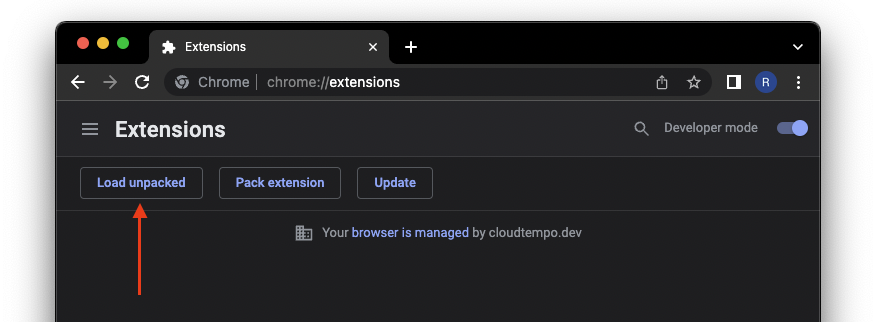 Extensions
Chrome | chrome://extensions
R
Extensions
Developer mode
Load unpacked
Pack extension
Update
Your browser is managed by cloudtempo.dev